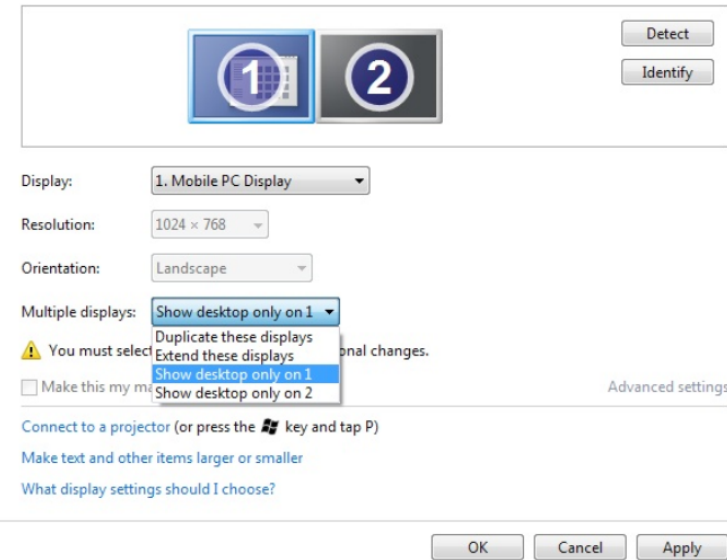 1 2
Detect
Identify
Display: 1. Mobile PC Display
Resolution: 1024 × 768
Orientation: Landscape
Multiple displays: Show desktop only on 1
Duplicate these displays
You must select onal changes.
Extend these displays
Show desktop only on 1
Make this my ma Advanced settings
Show desktop only on 2
Connect to a projector (or press the key and tap P)
Make text and other items larger or smaller
What display settings should I choose?
OK Cancel Apply